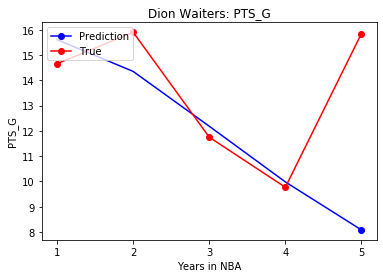 Dion Waiters: PTS_G
16
15
14
13
12
11
10
9
8
PTS_G
Prediction
True
1
2
3
4
5
Years in NBA